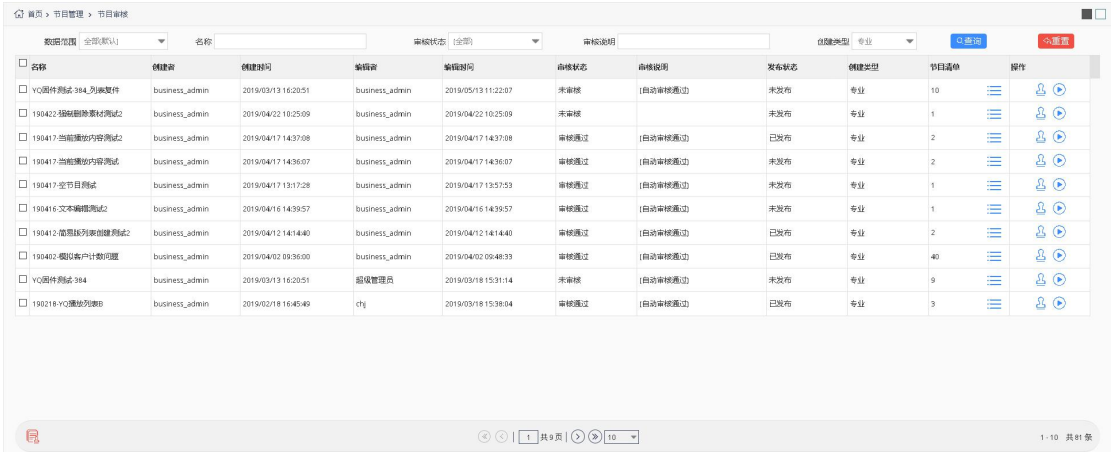 首页 › 节目管理 › 节目审核
数据范围 全部(默认) 名称 审核状态 (全部) 审核说明 创建类型 专业 查询 重置
名称 创建者 创建时间 编辑者 编辑时间 审核状态 审核说明 发布状态 创建类型 节目清单 操作
YQ固件测试-384_列表复件 business_admin 2019/03/13 16:20:51 business_admin 2019/05/13 11:22:07 未审核 (自动审核通过) 未发布 专业 10
190422-强制删除素材测试2 business_admin 2019/04/22 10:25:09 business_admin 2019/04/22 10:25:09 未审核 未发布 专业 1
190417-当前播放内容测试2 business_admin 2019/04/17 14:37:08 business_admin 2019/04/17 14:37:08 审核通过 (自动审核通过) 已发布 专业 2
190417-当前播放内容测试 business_admin 2019/04/17 14:36:07 business_admin 2019/04/17 14:36:07 审核通过 (自动审核通过) 未发布 专业 2
190417-空节目测试 business_admin 2019/04/17 13:17:28 business_admin 2019/04/17 13:57:53 审核通过 (自动审核通过) 未发布 专业 1
190416-文本编辑测试2 business_admin 2019/04/16 14:39:57 business_admin 2019/04/16 14:39:57 审核通过 (自动审核通过) 未发布 专业 1
190412-简易版列表创建测试2 business_admin 2019/04/12 14:14:40 business_admin 2019/04/12 14:14:40 审核通过 (自动审核通过) 已发布 专业 2
190402-模拟客户计数问题 business_admin 2019/04/02 09:36:00 business_admin 2019/04/02 09:48:33 审核通过 (自动审核通过) 已发布 专业 40
YQ固件测试-384 business_admin 2019/03/13 16:20:51 超级管理员 2019/03/18 15:31:14 未审核 (自动审核通过) 未发布 专业 9
190218-YQ播放列表B business_admin 2019/02/18 16:45:49 chj 2019/03/18 15:38:04 审核通过 (自动审核通过) 已发布 专业 3
1 共9页 10 1 - 10 共81条